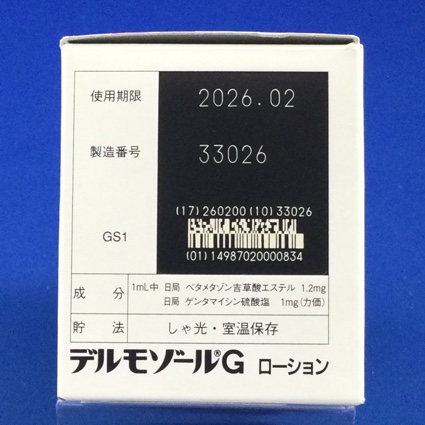 使用期限 2026.02
製造番号 33026
(17)260200(10)33026
GS1
(01)14987020000834
成分 1mL中 日局 ベタメタゾン吉草酸エステル 1.2mg
日局 ゲンタマイシン硫酸塩 1mg(力価)
貯法 しゃ光・室温保存
デルモゾール®G ローション